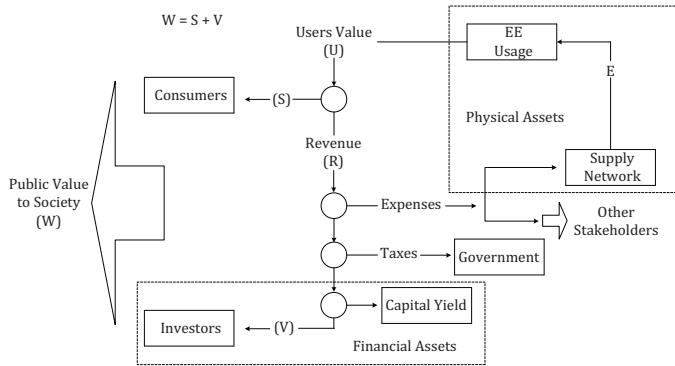 W = S + V
Users Value
(U)
EE
Usage
E
Consumers
(S)
Physical Assets
Revenue
(R)
Supply
Network
Public Value
to Society
(W)
Expenses
Other
Stakeholders
Taxes
Government
Capital Yield
Investors
(V)
Financial Assets